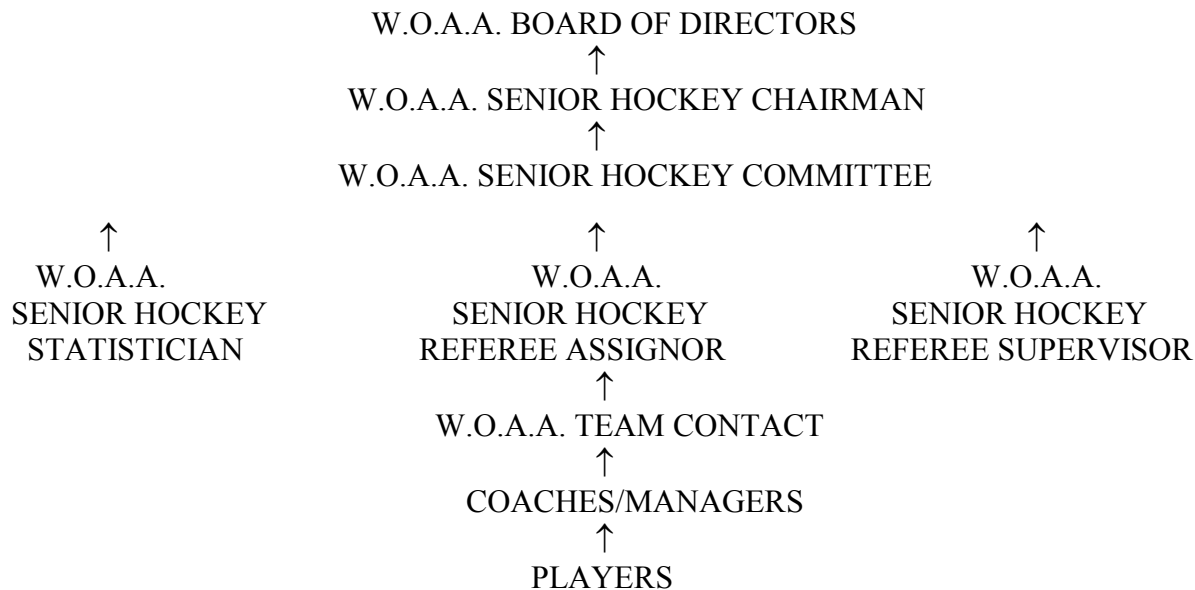 W.O.A.A. BOARD OF DIRECTORS
↑
W.O.A.A. SENIOR HOCKEY CHAIRMAN
↑
W.O.A.A. SENIOR HOCKEY COMMITTEE
↑ ↑ ↑
W.O.A.A. W.O.A.A. W.O.A.A.
SENIOR HOCKEY SENIOR HOCKEY SENIOR HOCKEY
STATISTICIAN REFEREE ASSIGNOR REFEREE SUPERVISOR
↑
W.O.A.A. TEAM CONTACT
↑
COACHES/MANAGERS
↑
PLAYERS